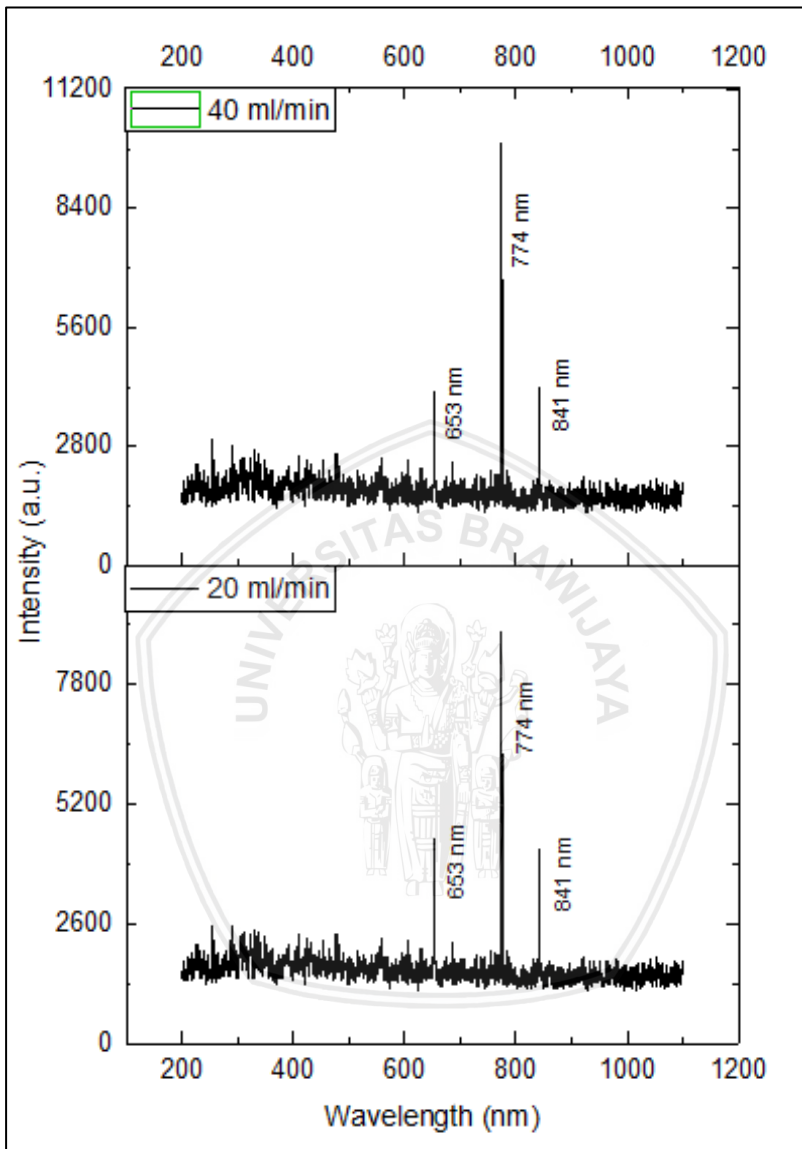 200 400 600 800 1000 1200
11200
40 ml/min
8400
774 nm
5600
653 nm
841 nm
2800
0
Intensity (a.u.)
UNIVERSITAS BRAWIJAYA
20 ml/min
7800
774 nm
5200
653 nm
841 nm
2600
0
200 400 600 800 1000 1200
Wavelength (nm)